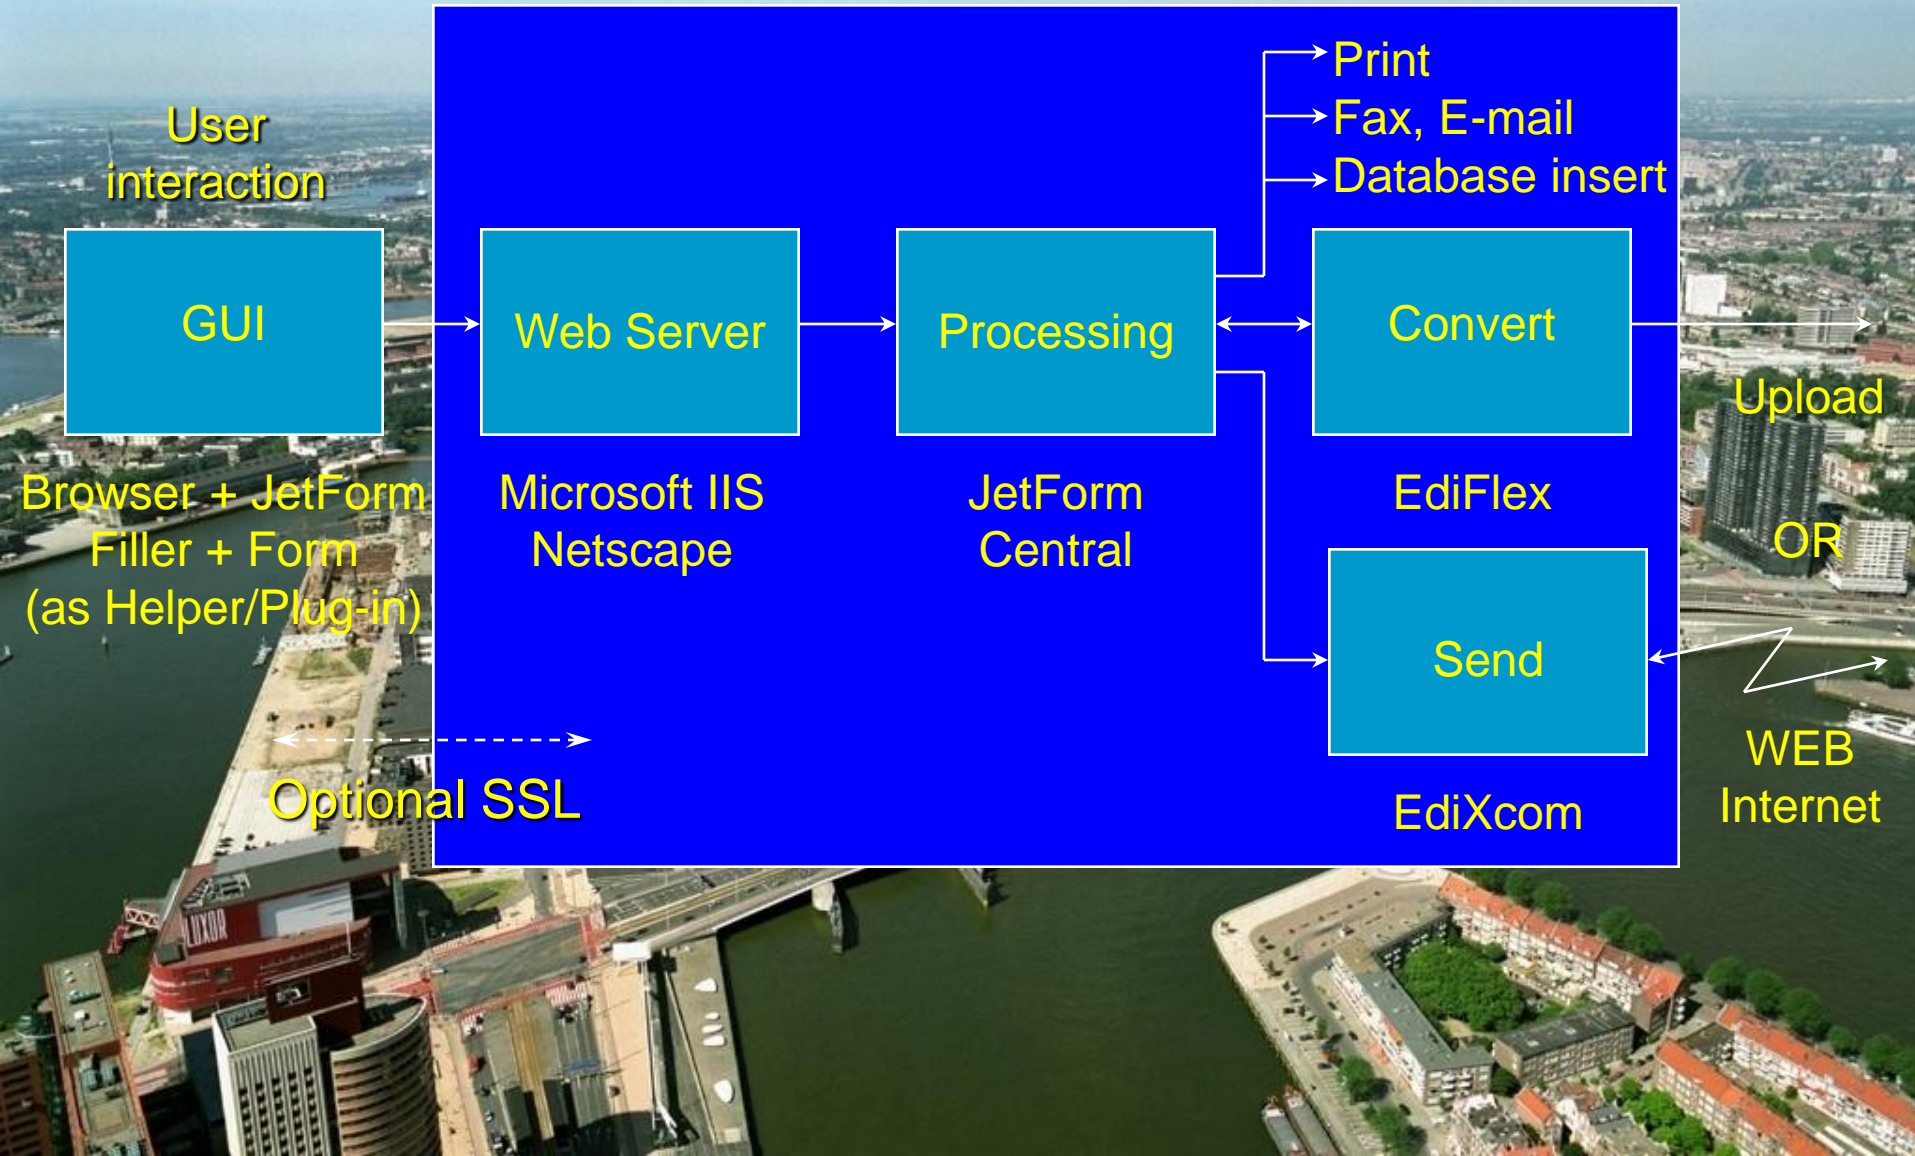 User
interaction
GUI
Browser + JetForm
Filler + Form
(as Helper/Plug-in)
Optional SSL
Web Server
Microsoft IIS
Netscape
Processing
JetForm
Central
Print
Fax, E-mail
Database insert
Convert
EdiFlex
Send
EdiXcom
Upload
OR
WEB
Internet
LUXOR